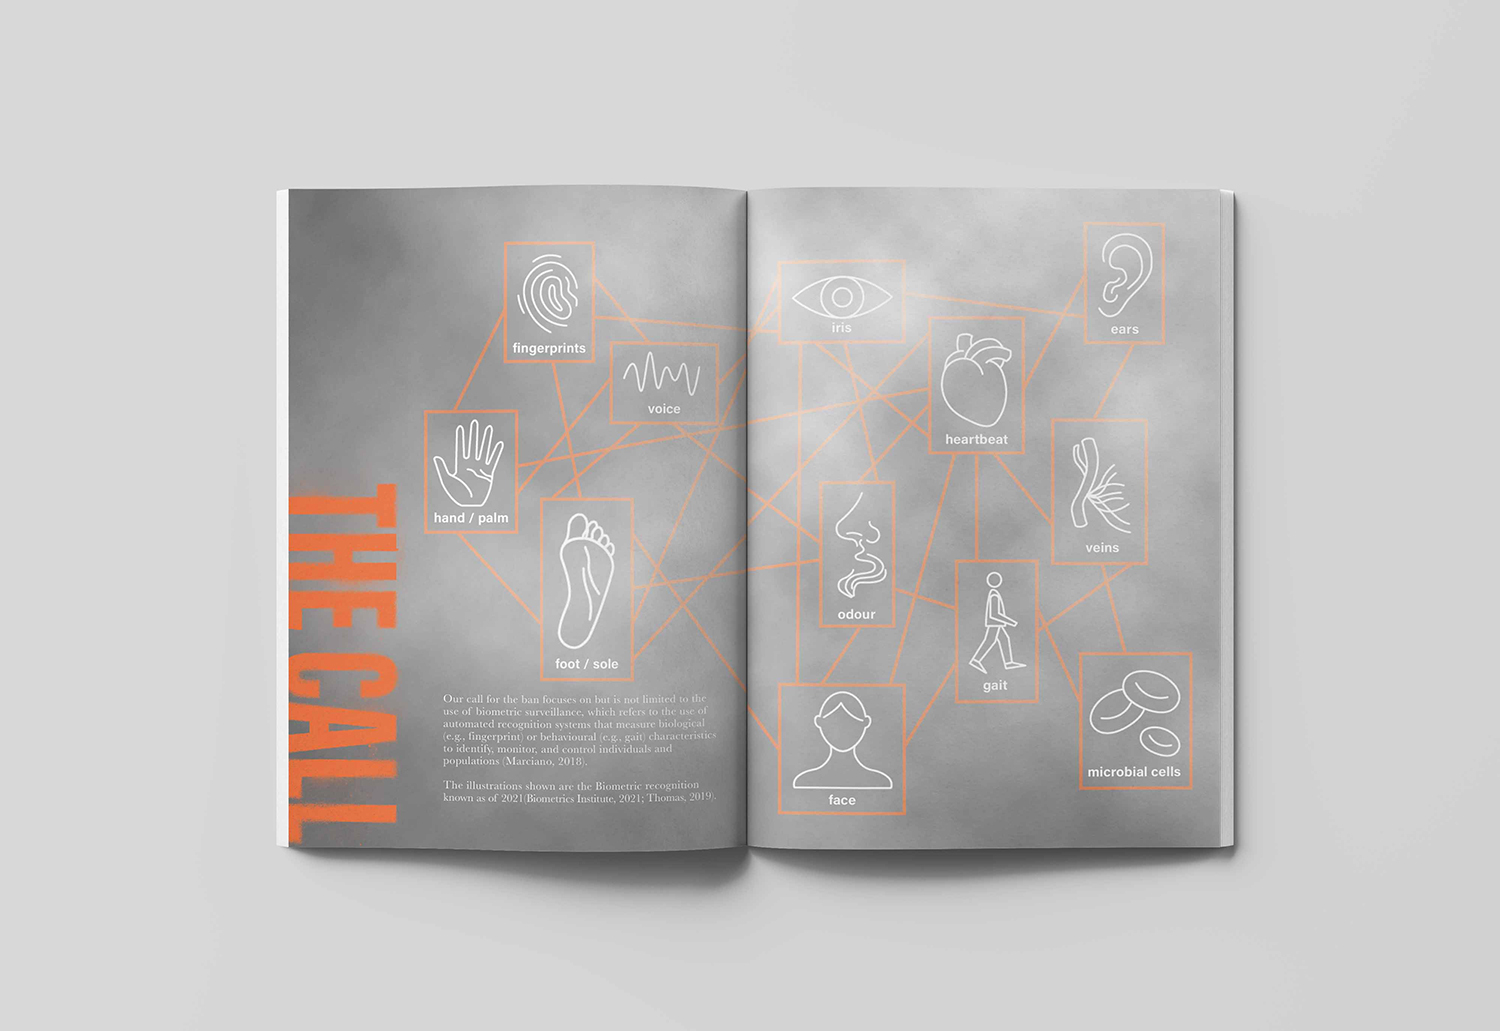 THE CALL
fingerprints
voice
hand / palm
foot / sole
Our call for the ban focuses on but is not limited to the
use of biometric surveillance, which refers to the use of
automated recognition systems that measure biological
(e.g., fingerprint) or behavioural (e.g., gait) characteristics
to identify, monitor, and control individuals and
populations (Marciano, 2018).
The illustrations shown are the Biometric recognition
known as of 2021(Biometrics Institute, 2021; Thomas, 2019).
iris
ears
heartbeat
veins
odour
gait
microbial cells
face